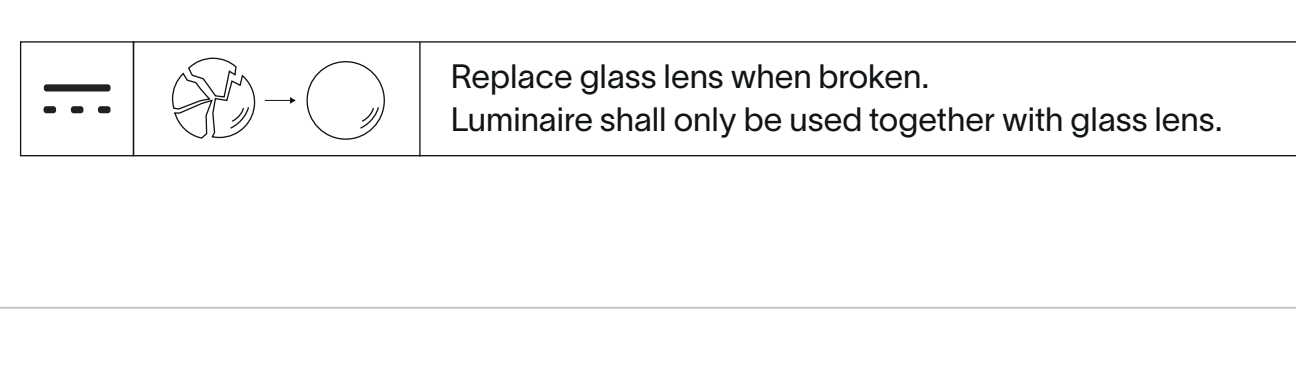 Replace glass lens when broken.
Luminaire shall only be used together with glass lens.